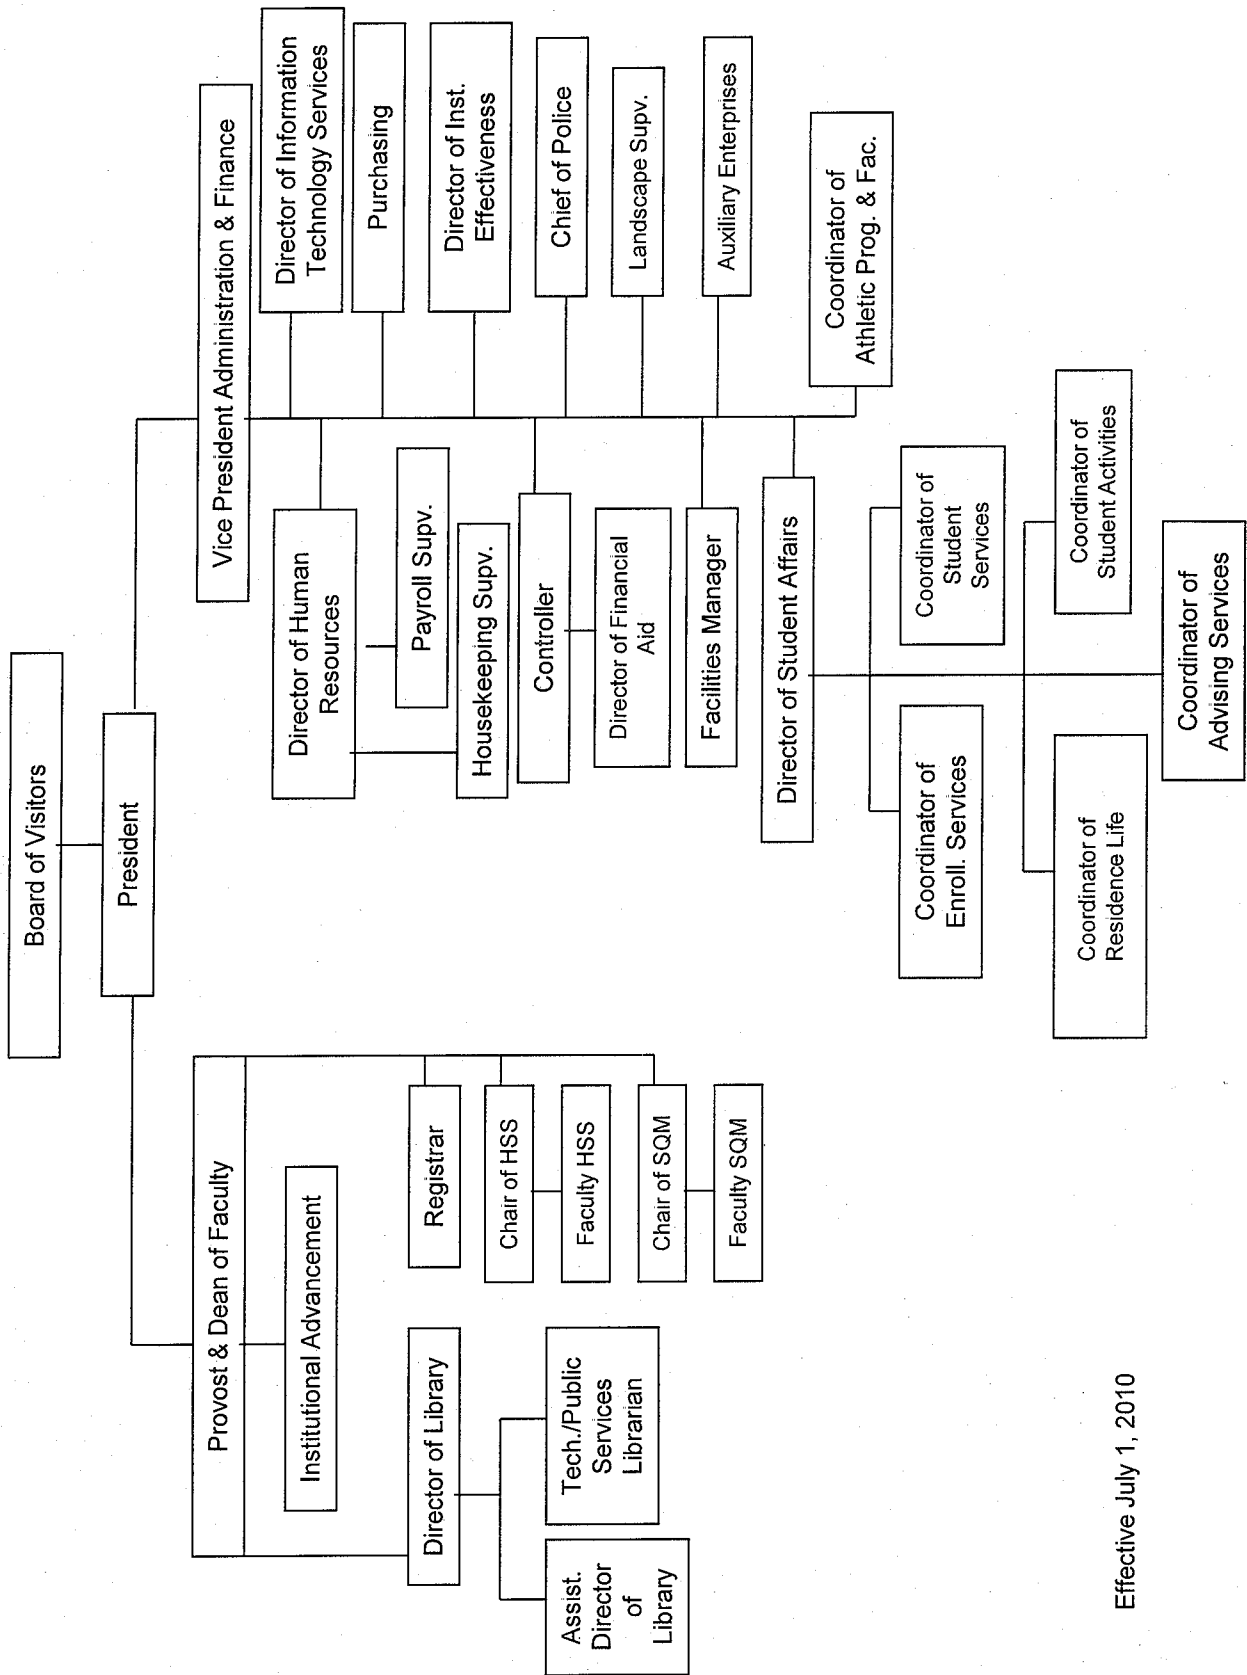 Board of Visitors
President
Provost & Dean of Faculty
Institutional Advancement
Director of Library
Assist.
Director
of
Library
Tech./Public
Services
Librarian
Registrar
Chair of HSS
Faculty HSS
Chair of SQM
Faculty SQM
Vice President Administration & Finance
Director of Human
Resources
Payroll Supv.
Housekeeping Supv.
Controller
Director of Financial
Aid
Facilities Manager
Director of Student Affairs
Coordinator of
Enroll. Services
Coordinator of
Student
Services
Coordinator of
Residence Life
Coordinator of
Student Activities
Coordinator of
Advising Services
Director of Information
Technology Services
Purchasing
Director of Inst.
Effectiveness
Chief of Police
Landscape Supv.
Auxiliary Enterprises
Coordinator of
Athletic Prog. & Fac.
Effective July 1, 2010